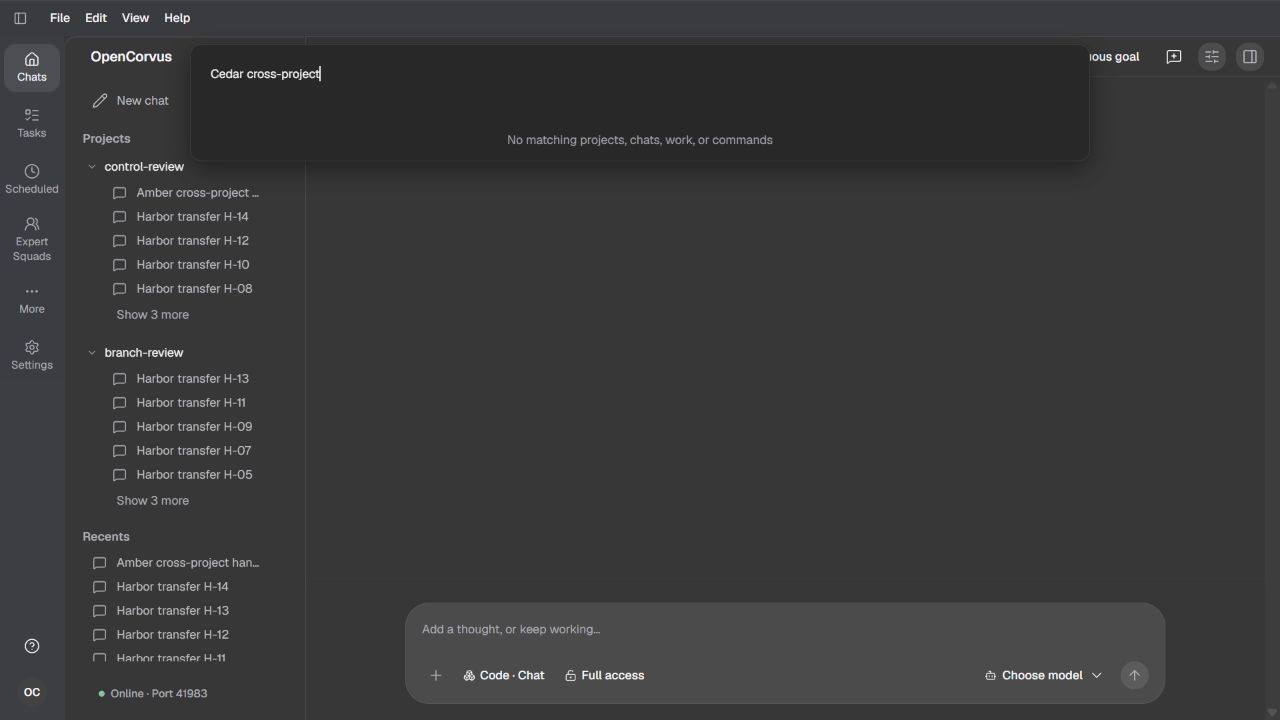 File Edit View Help
OpenCorvus
Cedar cross-project
uous goal
No matching projects, chats, work, or commands
Chats
Tasks
Scheduled
Expert
Squads
More
Settings
New chat
Projects
control-review
Amber cross-project ...
Harbor transfer H-14
Harbor transfer H-12
Harbor transfer H-10
Harbor transfer H-08
Show 3 more
branch-review
Harbor transfer H-13
Harbor transfer H-11
Harbor transfer H-09
Harbor transfer H-07
Harbor transfer H-05
Show 3 more
Recents
Amber cross-project han...
Harbor transfer H-14
Harbor transfer H-13
Harbor transfer H-12
Harbor transfer H-11
OC
Online · Port 41983
Add a thought, or keep working...
Code · Chat
Full access
Choose model